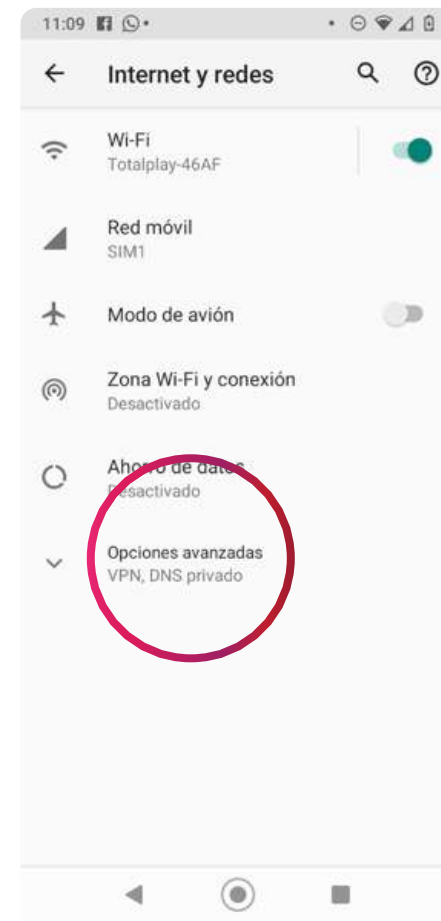 11:09
Internet y redes
Wi-Fi
Totalplay-46AF
Red móvil
SIM1
Modo de avión
Zona Wi-Fi y conexión
Desactivado
Ahorro de datos
Desactivado
Opciones avanzadas
VPN, DNS privado